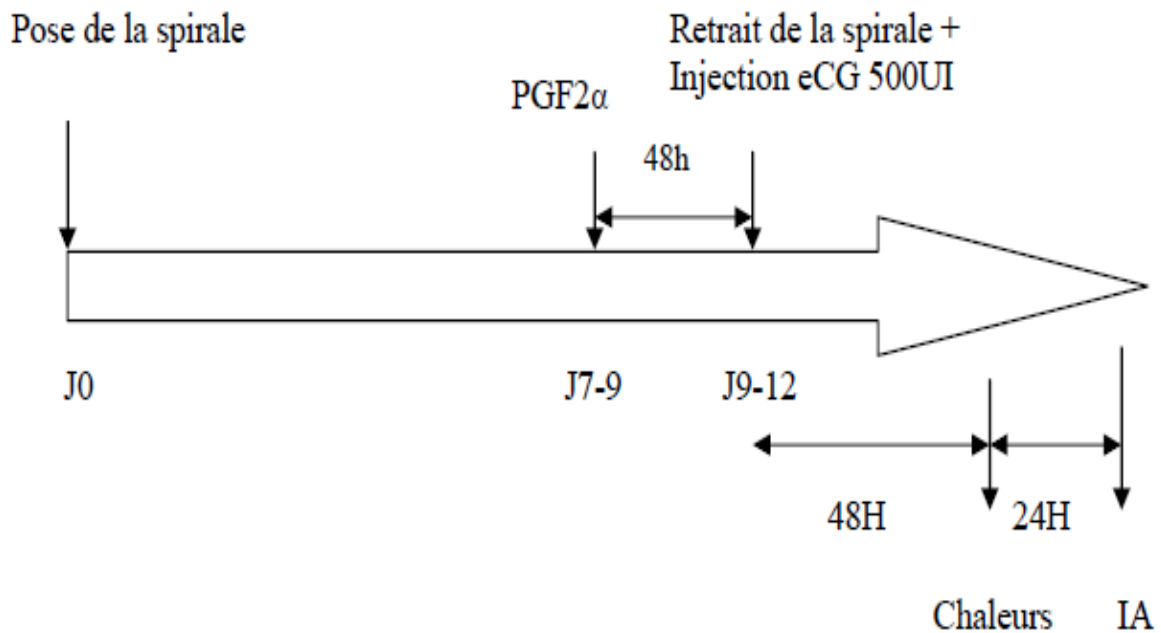 Pose de la spirale
Retrait de la spirale +
Injection eCG 500UI
PGF2α
48h
J0
J7-9
J9-12
48H
24H
Chaleurs
IA